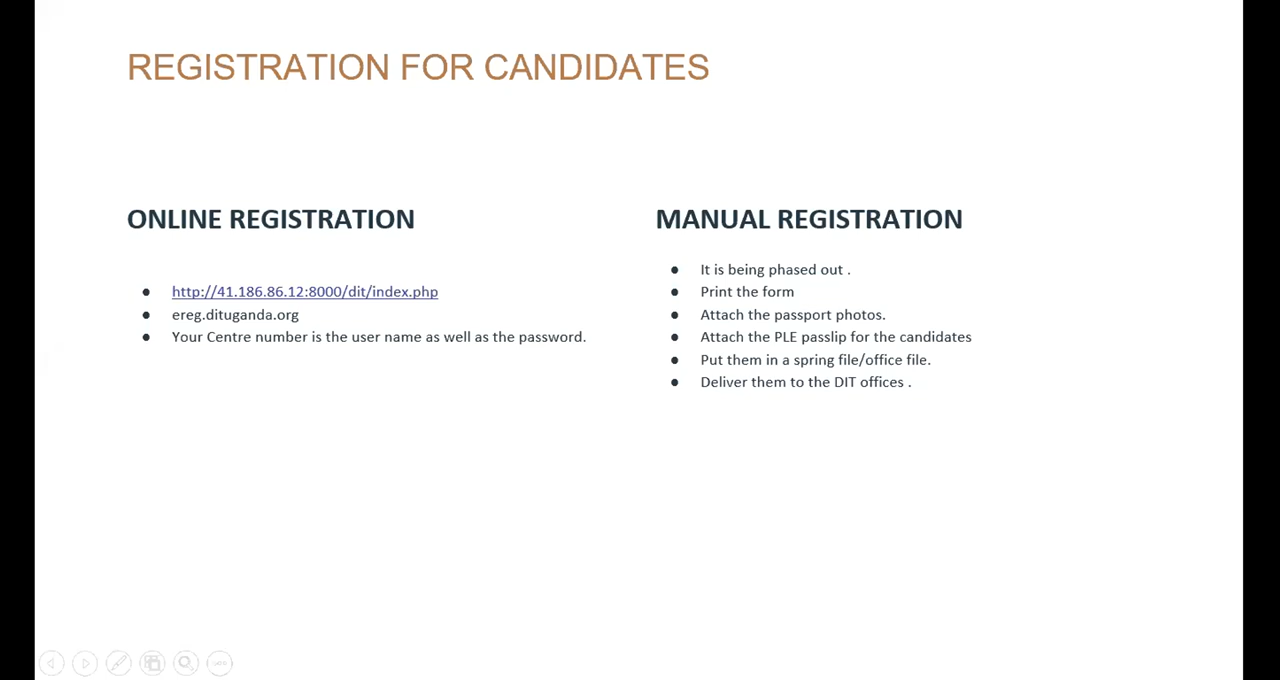 REGISTRATION FOR CANDIDATES
ONLINE REGISTRATION
● http://41.186.86.12:8000/dit/index.php
● ereg.dituganda.org
● Your Centre number is the user name as well as the password.
MANUAL REGISTRATION
● It is being phased out .
● Print the form
● Attach the passport photos.
● Attach the PLE passlip for the candidates
● Put them in a spring file/office file.
● Deliver them to the DIT offices .